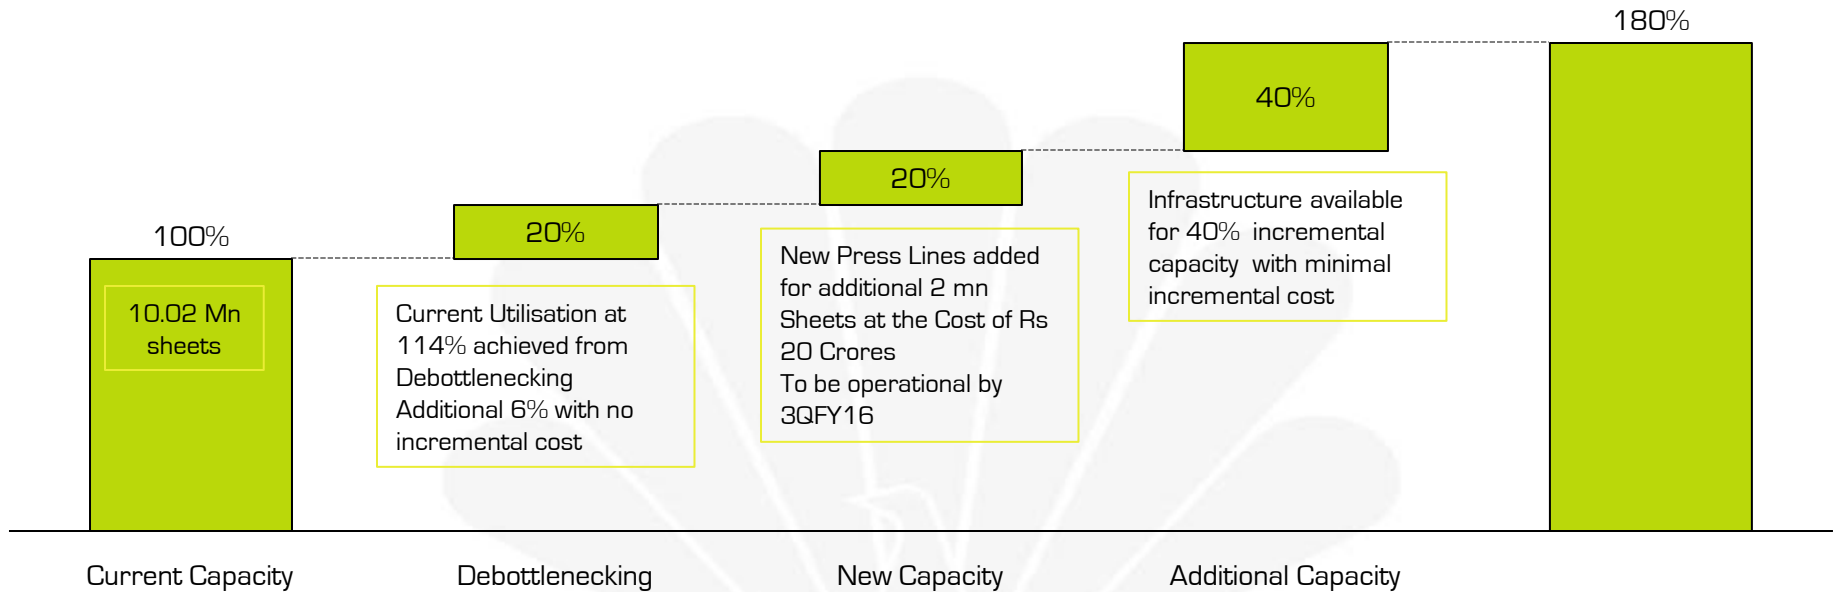 180%
40%
20%
20%
100%
10.02 Mn
sheets
Current Utilisation at
114% achieved from
Debottlenecking
Additional 6% with no
incremental cost
New Press Lines added
for additional 2 mn
Sheets at the Cost of Rs
20 Crores
To be operational by
3QFY16
Infrastructure available
for 40% incremental
capacity with minimal
incremental cost
Current Capacity
Debottlenecking
New Capacity
Additional Capacity